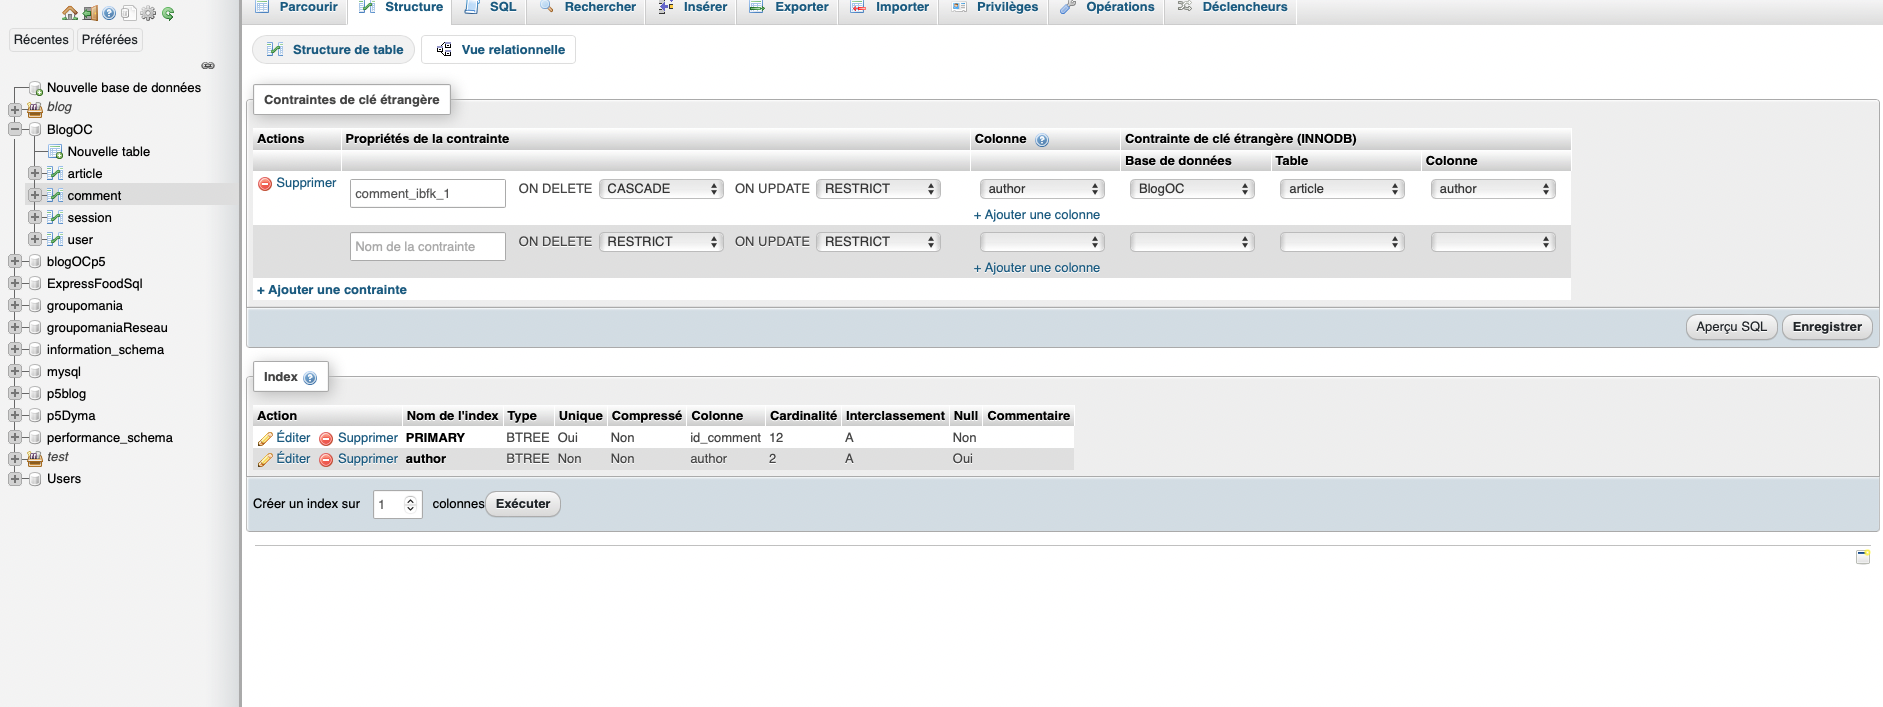 Parcourir Structure SQL Rechercher Insérer Exporter Importer Privilèges Opérations Déclencheurs
Récentes Préférées
Nouvelle base de données
blog
BlogOC
Nouvelle table
article
comment
session
user
blogOCp5
ExpressFoodSql
groupomania
groupomaniaReseau
information_schema
mysql
p5blog
p5Dyma
performance_schema
test
Users
Structure de table Vue relationnelle
Contraintes de clé étrangère
Actions Propriétés de la contrainte Colonne Contrainte de clé étrangère (INNODB)
Base de données Table Colonne
Supprimer comment_ibfk_1 ON DELETE CASCADE ON UPDATE RESTRICT author BlogOC article author
+ Ajouter une colonne
Nom de la contrainte ON DELETE RESTRICT ON UPDATE RESTRICT
+ Ajouter une colonne
+ Ajouter une contrainte
Aperçu SQL Enregistrer
Index
Action Nom de l'index Type Unique Compressé Colonne Cardinalité Interclassement Null Commentaire
Éditer Supprimer PRIMARY BTREE Oui Non id_comment 12 A Non
Éditer Supprimer author BTREE Non Non author 2 A Oui
Créer un index sur 1 colonnes Exécuter